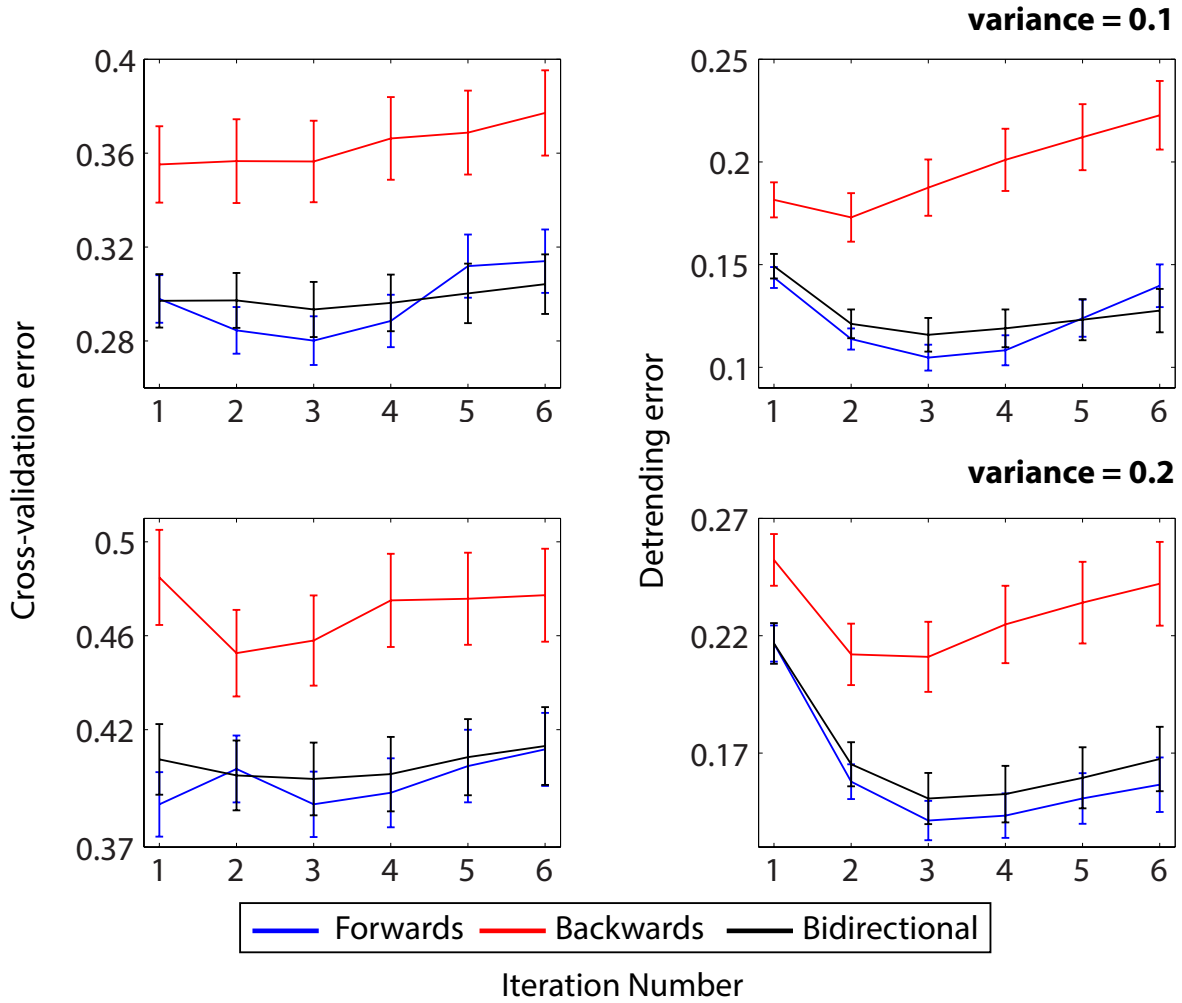 variance = 0.1
Cross-validation error
0.4
0.36
0.32
0.28
1 2 3 4 5 6
Detrending error
0.25
0.2
0.15
0.1
1 2 3 4 5 6
variance = 0.2
0.5
0.46
0.42
0.37
1 2 3 4 5 6
0.27
0.22
0.17
1 2 3 4 5 6
Forwards Backwards Bidirectional
Iteration Number